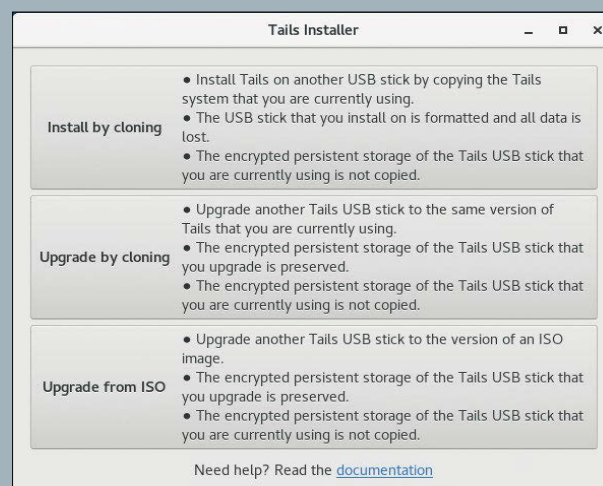 Tails Installer
Install by cloning
● Install Tails on another USB stick by copying the Tails
system that you are currently using.
● The USB stick that you install on is formatted and all data is
lost.
● The encrypted persistent storage of the Tails USB stick that
you are currently using is not copied.
Upgrade by cloning
● Upgrade another Tails USB stick to the same version of
Tails that you are currently using.
● The encrypted persistent storage of the Tails USB stick that
you upgrade is preserved.
● The encrypted persistent storage of the Tails USB stick that
you are currently using is not copied.
Upgrade from ISO
● Upgrade another Tails USB stick to the version of an ISO
image.
● The encrypted persistent storage of the Tails USB stick that
you upgrade is preserved.
● The encrypted persistent storage of the Tails USB stick that
you are currently using is not copied.
Need help? Read the documentation